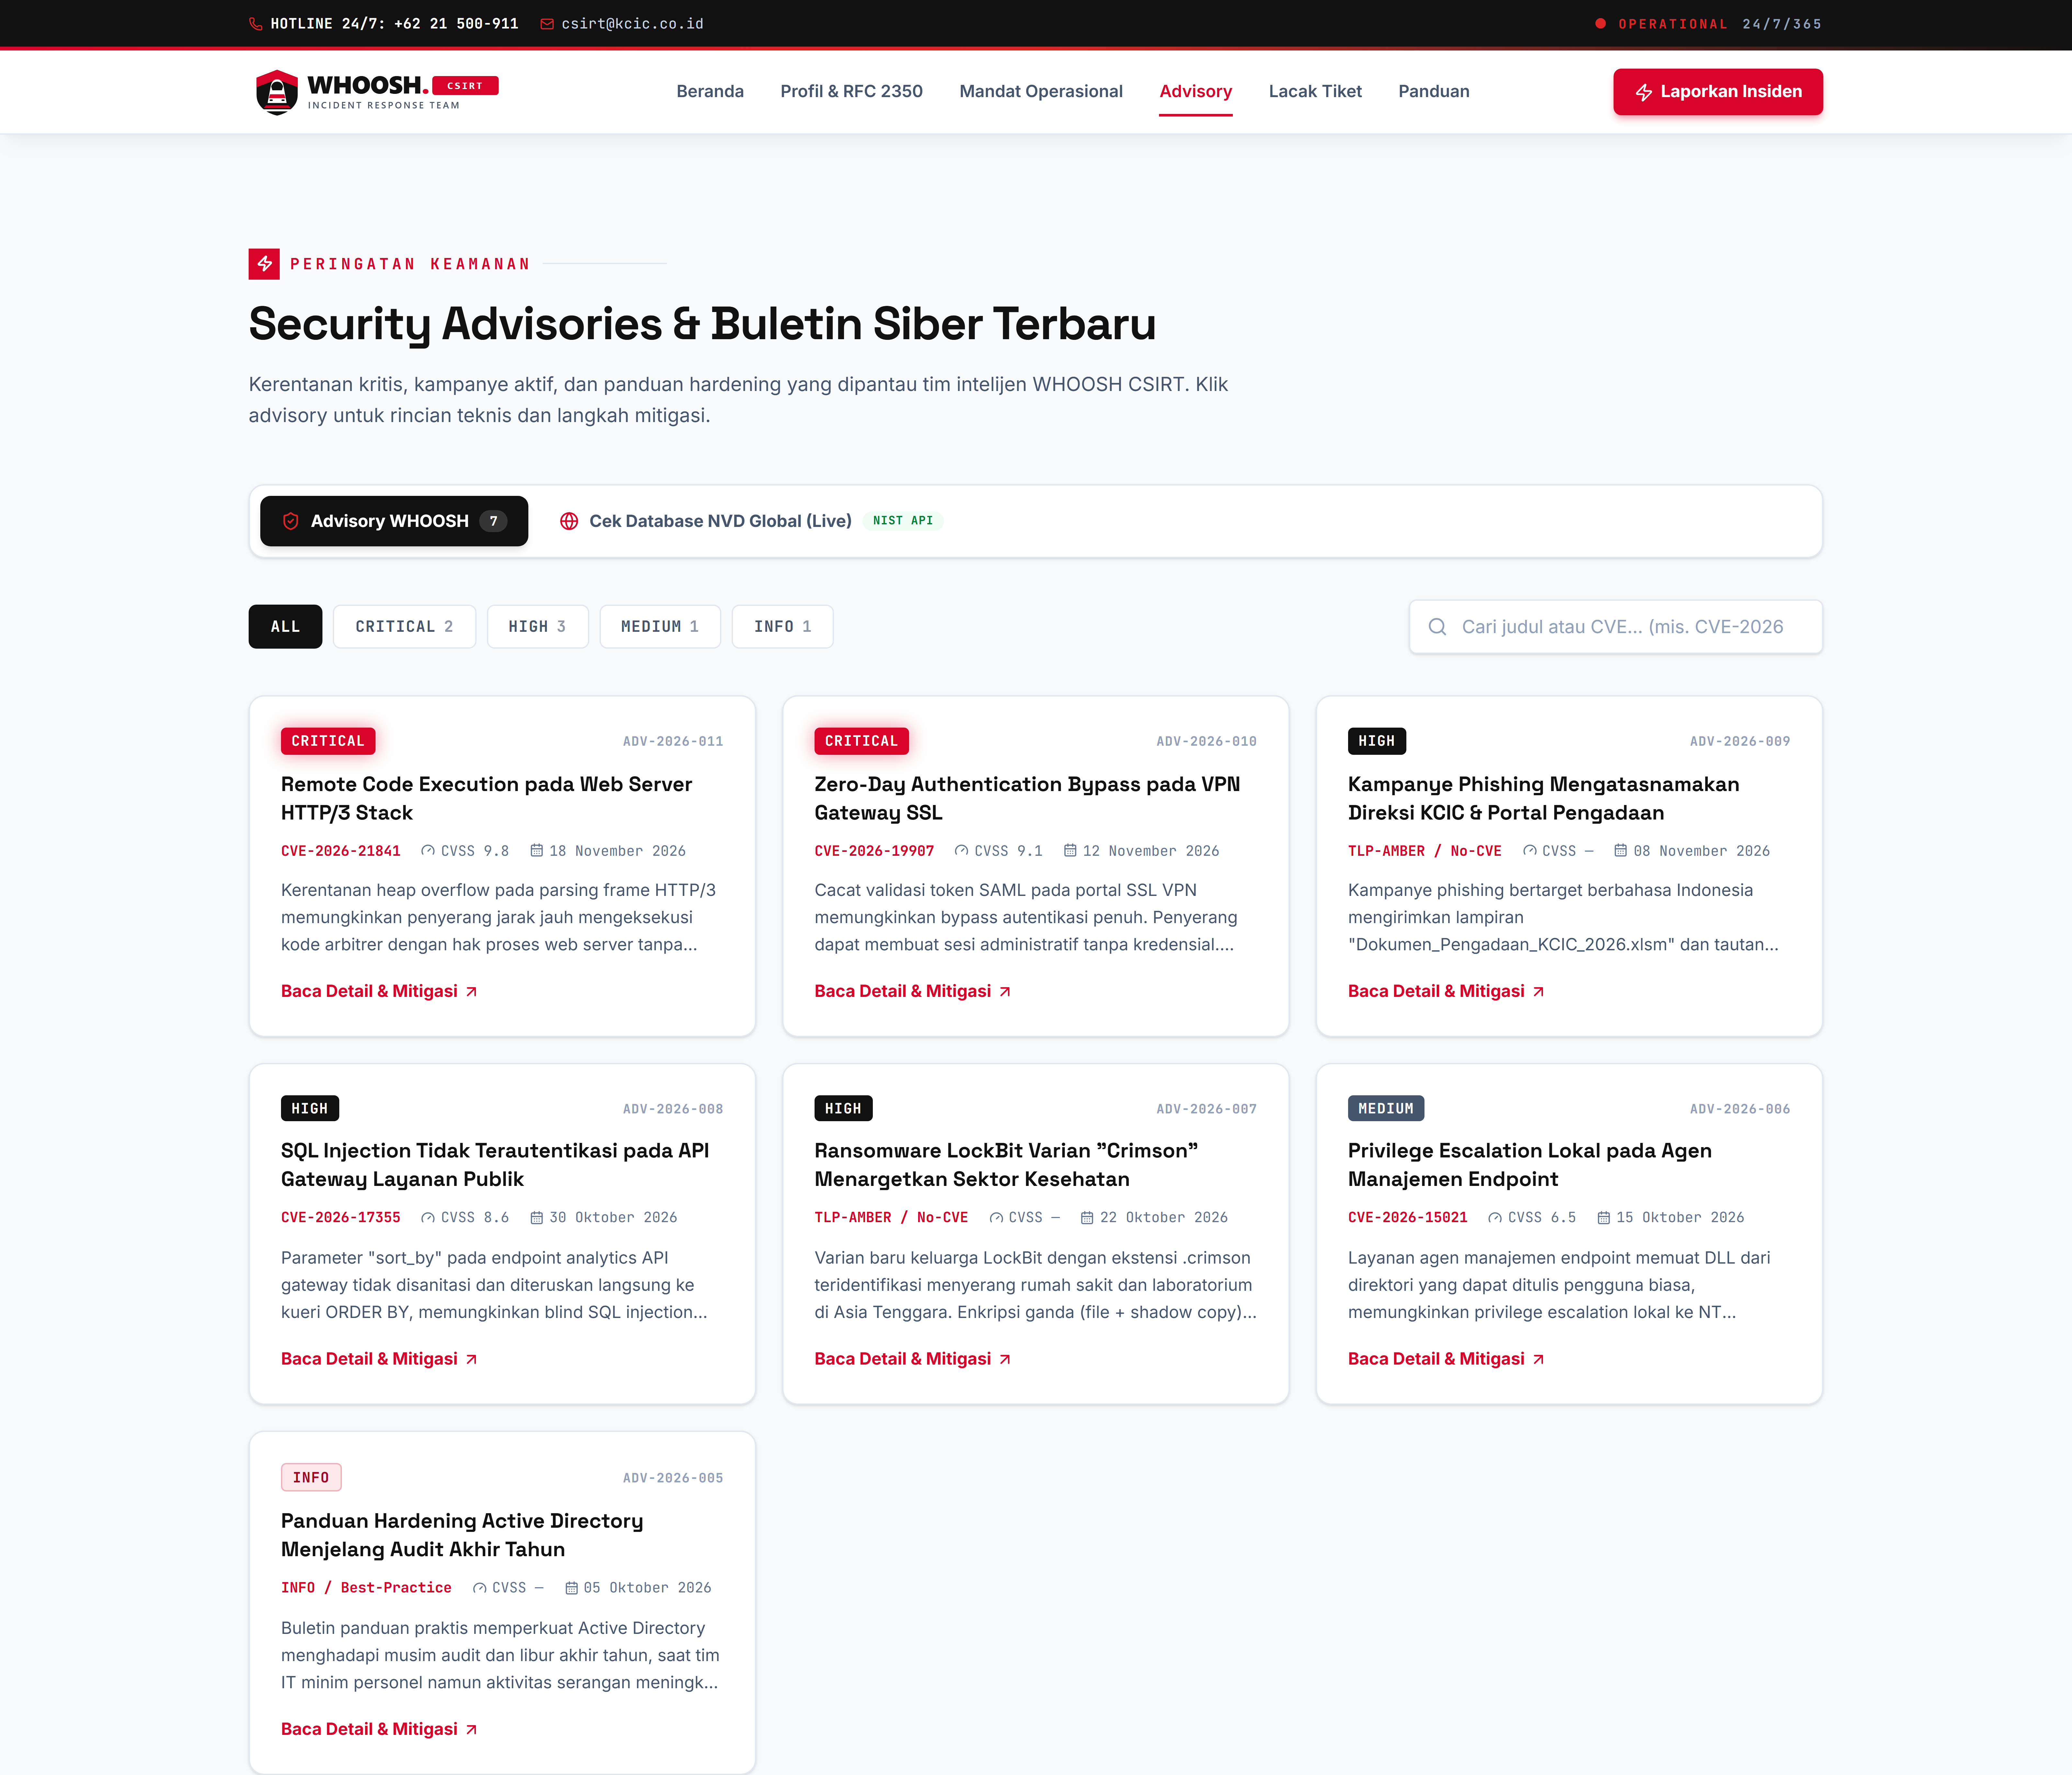 HOTLINE 24/7: +62 21 500-911 csirt@kcic.co.id OPERATIONAL 24/7/365
WHOOSH. CSIRT
INCIDENT RESPONSE TEAM
Beranda Profil & RFC 2350 Mandat Operasional Advisory Lacak Tiket Panduan Laporkan Insiden
PERINGATAN KEAMANAN
Security Advisories & Buletin Siber Terbaru
Kerentanan kritis, kampanye aktif, dan panduan hardening yang dipantau tim intelijen WHOOSH CSIRT. Klik
advisory untuk rincian teknis dan langkah mitigasi.
Advisory WHOOSH 7 Cek Database NVD Global (Live) NIST API
ALL CRITICAL 2 HIGH 3 MEDIUM 1 INFO 1 Cari judul atau CVE... (mis. CVE-2026
CRITICAL ADV-2026-011
Remote Code Execution pada Web Server
HTTP/3 Stack
CVE-2026-21841 CVSS 9.8 18 November 2026
Kerentanan heap overflow pada parsing frame HTTP/3
memungkinkan penyerang jarak jauh mengeksekusi
kode arbitrer dengan hak proses web server tanpa...
Baca Detail & Mitigasi
CRITICAL ADV-2026-010
Zero-Day Authentication Bypass pada VPN
Gateway SSL
CVE-2026-19907 CVSS 9.1 12 November 2026
Cacat validasi token SAML pada portal SSL VPN
memungkinkan bypass autentikasi penuh. Penyerang
dapat membuat sesi administratif tanpa kredensial....
Baca Detail & Mitigasi
HIGH ADV-2026-009
Kampanye Phishing Mengatasnamakan
Direksi KCIC & Portal Pengadaan
TLP-AMBER / No-CVE CVSS — 08 November 2026
Kampanye phishing bertarget berbahasa Indonesia
mengirimkan lampiran
"Dokumen_Pengadaan_KCIC_2026.xlsm" dan tautan...
Baca Detail & Mitigasi
HIGH ADV-2026-008
SQL Injection Tidak Terautentikasi pada API
Gateway Layanan Publik
CVE-2026-17355 CVSS 8.6 30 Oktober 2026
Parameter "sort_by" pada endpoint analytics API
gateway tidak disanitasi dan diteruskan langsung ke
kueri ORDER BY, memungkinkan blind SQL injection...
Baca Detail & Mitigasi
HIGH ADV-2026-007
Ransomware LockBit Varian ”Crimson”
Menargetkan Sektor Kesehatan
TLP-AMBER / No-CVE CVSS — 22 Oktober 2026
Varian baru keluarga LockBit dengan ekstensi .crimson
teridentifikasi menyerang rumah sakit dan laboratorium
di Asia Tenggara. Enkripsi ganda (file + shadow copy)...
Baca Detail & Mitigasi
MEDIUM ADV-2026-006
Privilege Escalation Lokal pada Agen
Manajemen Endpoint
CVE-2026-15021 CVSS 6.5 15 Oktober 2026
Layanan agen manajemen endpoint memuat DLL dari
direktori yang dapat ditulis pengguna biasa,
memungkinkan privilege escalation lokal ke NT...
Baca Detail & Mitigasi
INFO ADV-2026-005
Panduan Hardening Active Directory
Menjelang Audit Akhir Tahun
INFO / Best-Practice CVSS — 05 Oktober 2026
Buletin panduan praktis memperkuat Active Directory
menghadapi musim audit dan libur akhir tahun, saat tim
IT minim personel namun aktivitas serangan meningk...
Baca Detail & Mitigasi